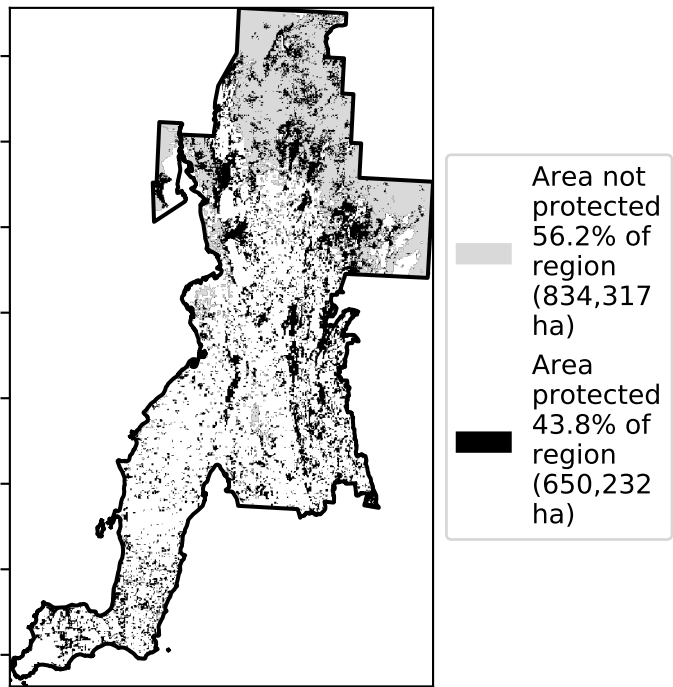 Area not
protected
56.2% of
region
(834,317
ha)
Area
protected
43.8% of
region
(650,232
ha)